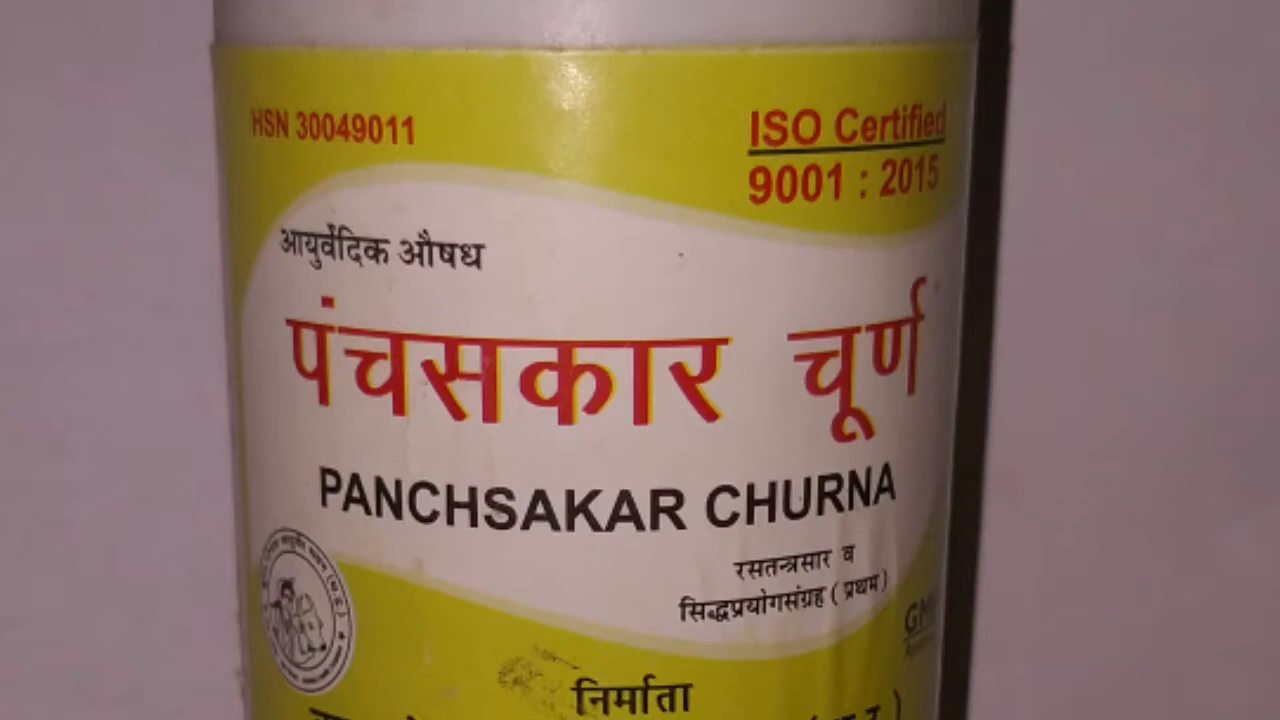 HSN 30049011
ISO Certified
9001 : 2015
आयुर्वेदिक औषध
पंचसकार चूर्ण
PANCHSAKAR CHURNA
रसतन्त्रसार व
सिद्धप्रयोगसंग्रह ( प्रथम )
निर्माता